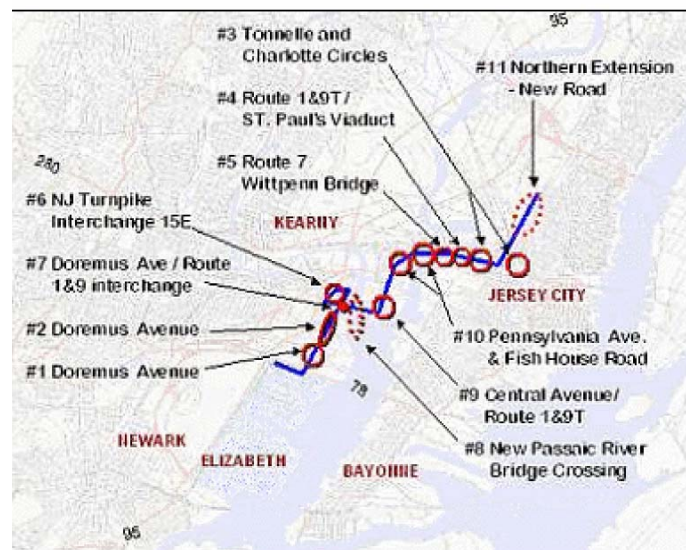 95
#3 Tonnelle and
Charlotte Circles
#11 Northern Extension
- New Road
#4 Route 1&9T /
ST. Paul's Viaduct
280
#5 Route 7
Wittpenn Bridge
#6 NJ Turnpike
Interchange 15E
KEARNY
#7 Doremus Ave / Route
1&9 interchange
JERSEY CITY
#2 Doremus Avenue
#10 Pennsylvania Ave.
& Fish House Road
#1 Doremus Avenue
78
#9 Central Avenue/
Route 1&9T
NEWARK
ELIZABETH
BAYONNE
#8 New Passaic River
Bridge Crossing
95